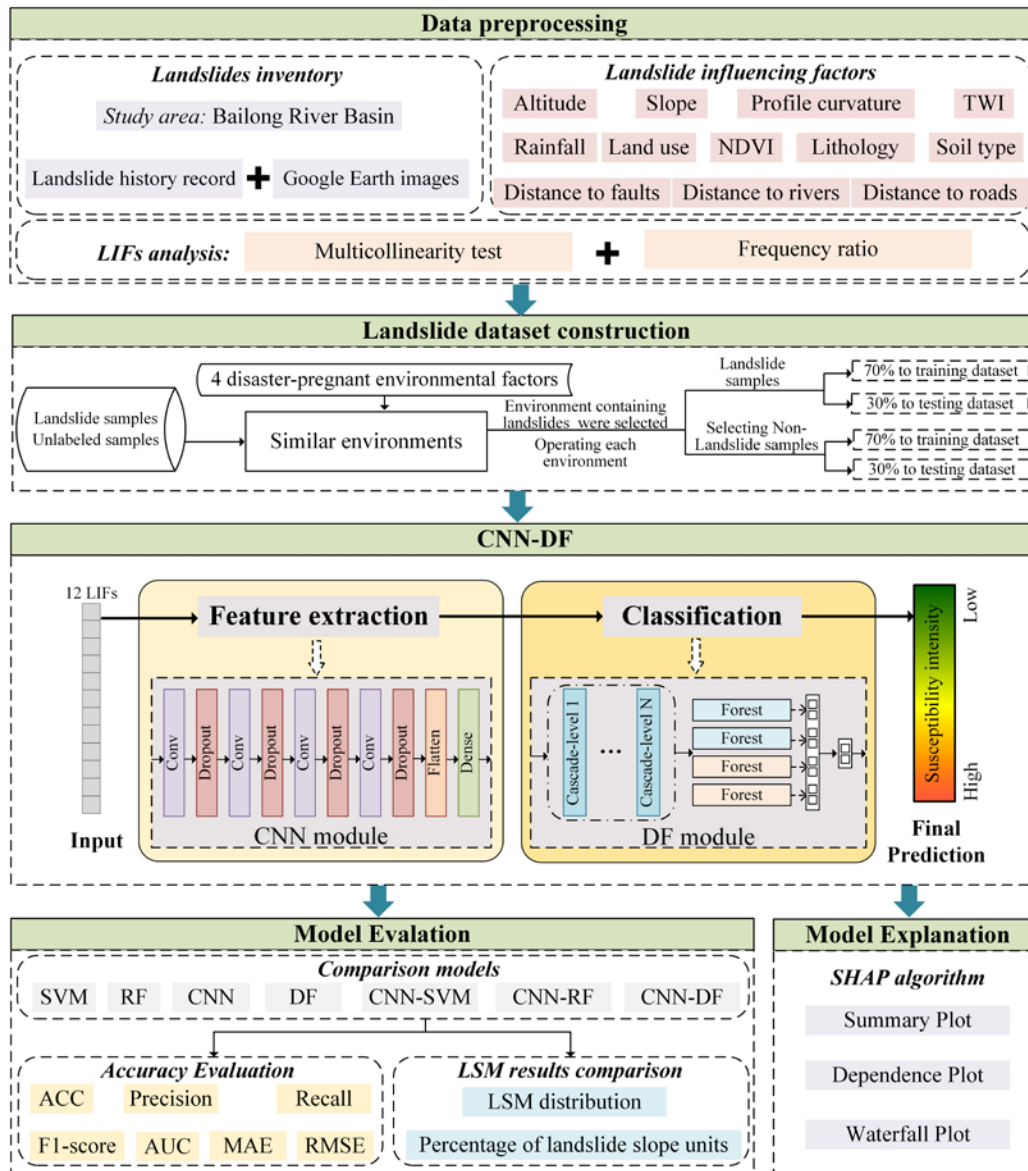 Data preprocessing
Landslides inventory
Study area: Bailong River Basin
Landslide history record + Google Earth images
Landslide influencing factors
Altitude Slope Profile curvature TWI
Rainfall Land use NDVI Lithology Soil type
Distance to faults Distance to rivers Distance to roads
LIFs analysis: Multicollinearity test + Frequency ratio
Landslide dataset construction
Landslide samples
Unlabeled samples
4 disaster-pregnant environmental factors
Similar environments
Environment containing
landslides were selected
Operating each
environment
Landslide
samples
Selecting Non-
Landslide samples
70% to training dataset
30% to testing dataset
70% to training dataset
30% to testing dataset
CNN-DF
12 LIFs
Input
Feature extraction
Conv Dropout Conv Dropout Conv Dropout Conv Dropout Flatten Dense
CNN module
Classification
Cascade-level 1 ... Cascade-level N
Forest
Forest
Forest
Forest
DF module
Susceptibility intensity
Low
High
Final
Prediction
Model Evalation
Comparison models
SVM RF CNN DF CNN-SVM CNN-RF CNN-DF
Accuracy Evaluation
ACC Precision Recall
F1-score AUC MAE RMSE
LSM results comparison
LSM distribution
Percentage of landslide slope units
Model Explanation
SHAP algorithm
Summary Plot
Dependence Plot
Waterfall Plot